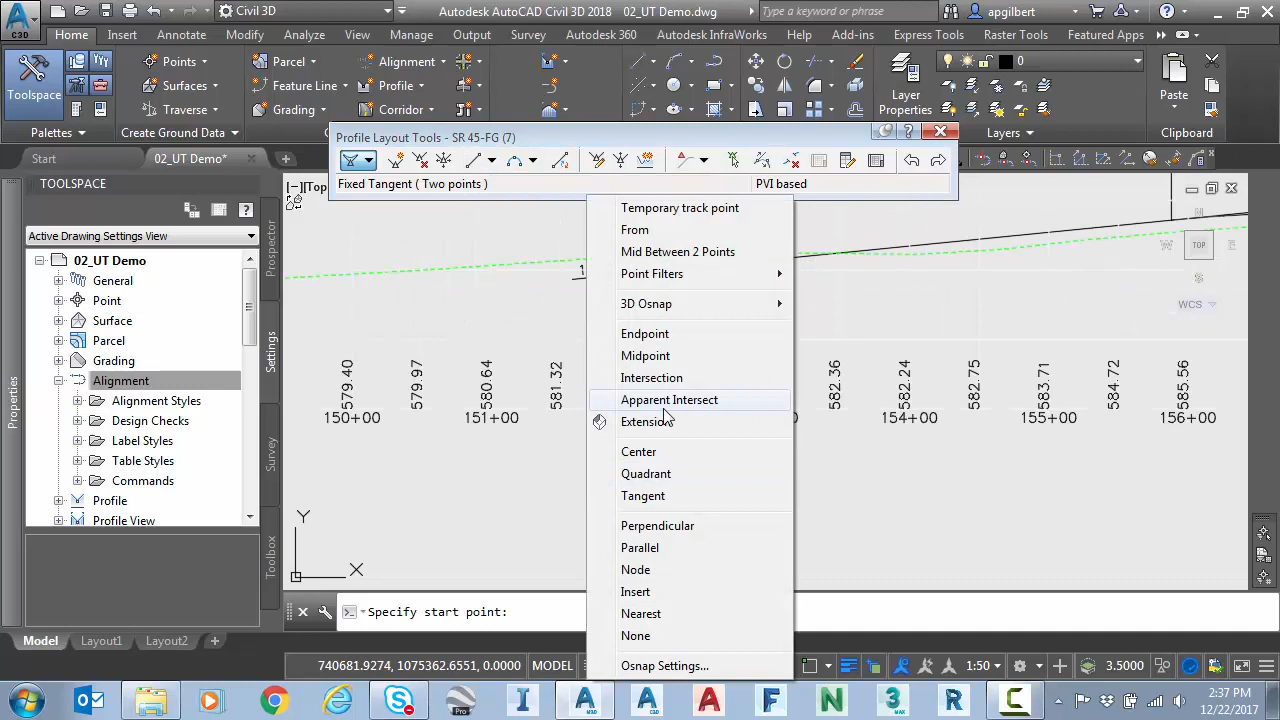 Civil 3D
Autodesk AutoCAD Civil 3D 2018 02_UT Demo.dwg
Type a keyword or phrase
apgilbert
C3D
Home Insert Annotate Modify Analyze View Manage Output Survey Autodesk 360 Autodesk InfraWorks Help Add-ins Express Tools Raster Tools Featured Apps
Toolspace
Points
Surfaces
Traverse
Parcel
Feature Line
Grading
Alignment
Profile
Corridor
Layer
Properties
0
Paste
Palettes
Create Ground Data
Layers
Clipboard
Profile Layout Tools - SR 45-FG (7)
Fixed Tangent ( Two points )
PVI based
Start
02_UT Demo*
TOOLSPACE
Active Drawing Settings View
02_UT Demo
General
Point
Surface
Parcel
Grading
Alignment
Alignment Styles
Design Checks
Label Styles
Table Styles
Commands
Profile
Profile View
Properties
Prospector
Settings
Survey
Toolbox
[-][Top
N
TOP
E
S
WCS
579.40
579.97
580.64
581.32
582.36
582.24
582.75
583.71
584.72
585.56
150+00
151+00
154+00
155+00
156+00
Y
X
Temporary track point
From
Mid Between 2 Points
Point Filters
3D Osnap
Endpoint
Midpoint
Intersection
Apparent Intersect
Extension
Center
Quadrant
Tangent
Perpendicular
Parallel
Node
Insert
Nearest
None
Osnap Settings...
Specify start point:
Model Layout1 Layout2
740681.9274, 1075362.6551, 0.0000 MODEL
1:50
3.5000
Pro
2:37 PM
12/22/2017